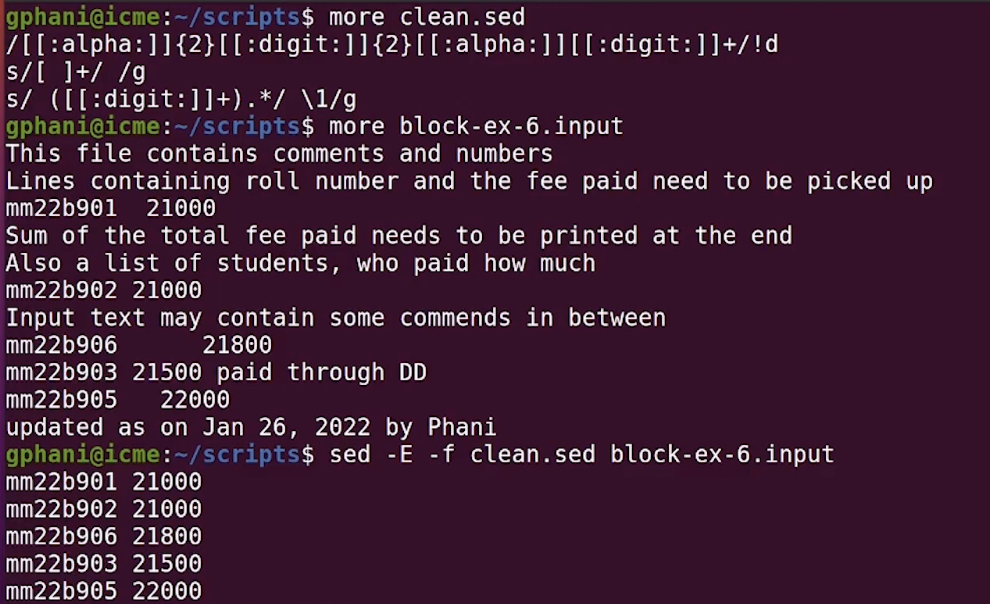 gphani@icme:~/scripts$ more clean.sed
/[[:alpha:]]{2}[[:digit:]]{2}[[:alpha:]][[:digit:]]+/!d
s/[ ]+/ /g
s/ ([[:digit:]]+).*/ \1/g
gphani@icme:~/scripts$ more block-ex-6.input
This file contains comments and numbers
Lines containing roll number and the fee paid need to be picked up
mm22b901  21000
Sum of the total fee paid needs to be printed at the end
Also a list of students, who paid how much
mm22b902 21000
Input text may contain some commends in between
mm22b906      21800
mm22b903 21500 paid through DD
mm22b905   22000
updated as on Jan 26, 2022 by Phani
gphani@icme:~/scripts$ sed -E -f clean.sed block-ex-6.input
mm22b901 21000
mm22b902 21000
mm22b906 21800
mm22b903 21500
mm22b905 22000